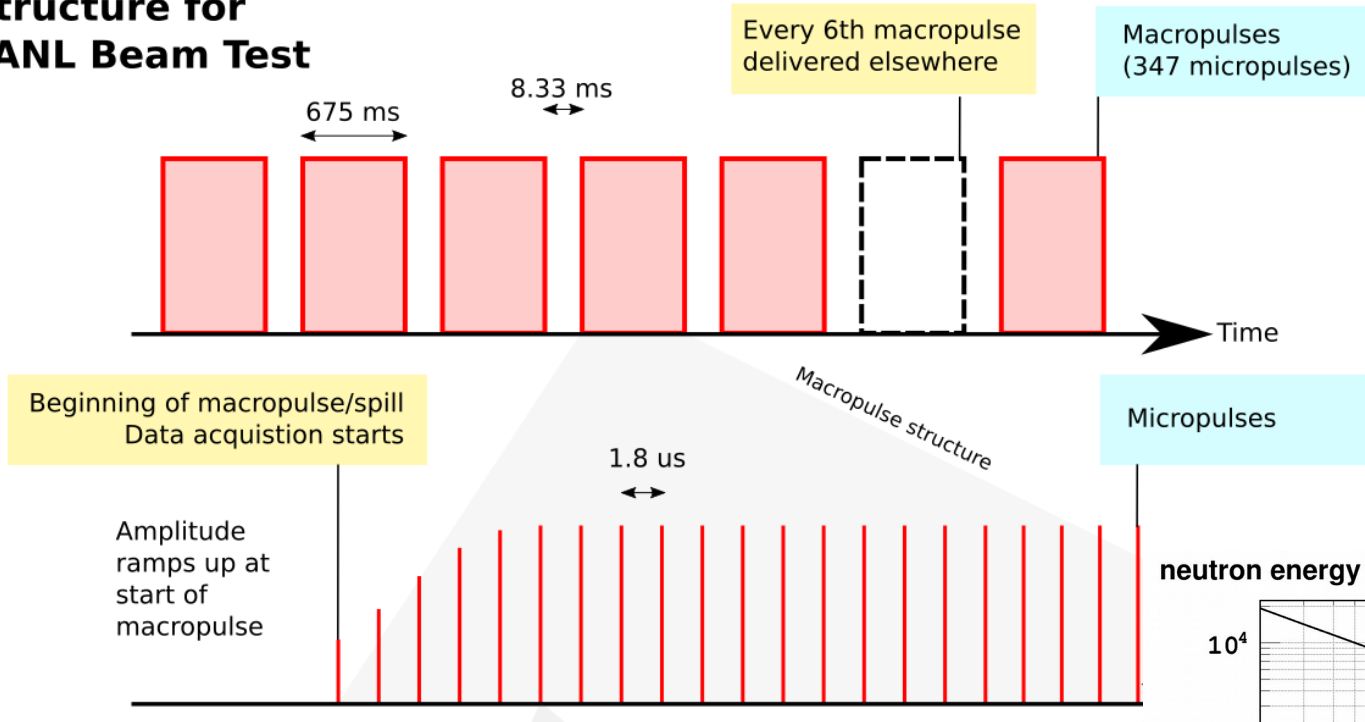 tructure for
ANL Beam Test
Every 6th macropulse
delivered elsewhere
Macropulses
(347 micropulses)
8.33 ms
675 ms
Time
Beginning of macropulse/spill
Data acquistion starts
Macropulse structure
Micropulses
1.8 us
Amplitude
ramps up at
start of
macropulse
neutron energy
10⁴